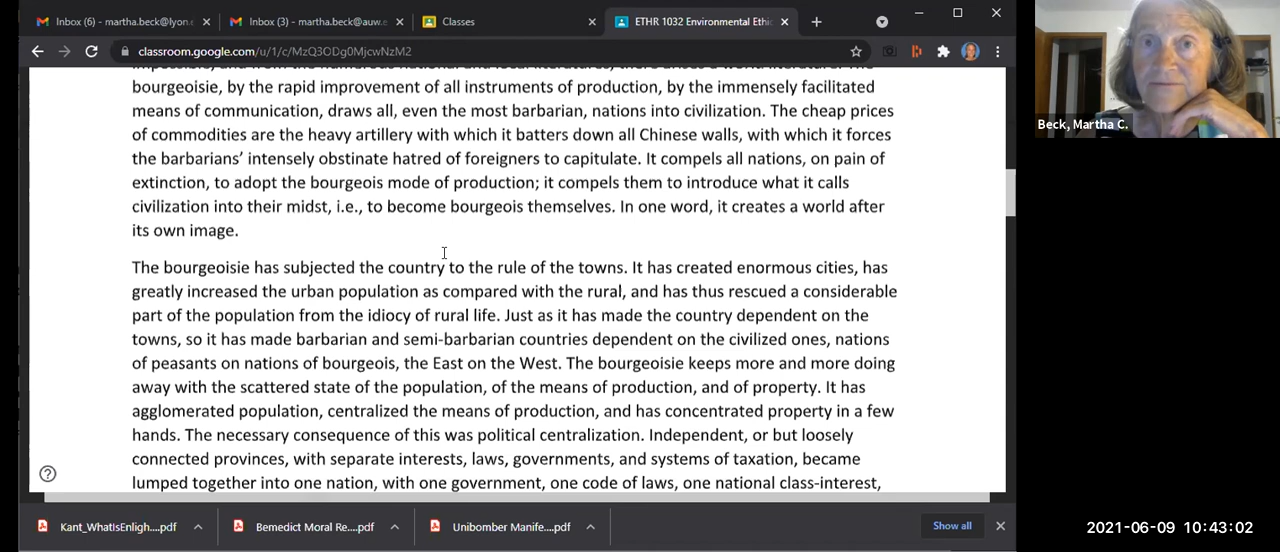 Inbox (6) - martha.beck@lyon.e
Inbox (3) - martha.beck@auw.e
Classes
ETHR 1032 Environmental Ethic
classroom.google.com/u/1/c/MzQ3ODg0MjcwNzM2
bourgeoisie, by the rapid improvement of all instruments of production, by the immensely facilitated
means of communication, draws all, even the most barbarian, nations into civilization. The cheap prices
of commodities are the heavy artillery with which it batters down all Chinese walls, with which it forces
the barbarians’ intensely obstinate hatred of foreigners to capitulate. It compels all nations, on pain of
extinction, to adopt the bourgeois mode of production; it compels them to introduce what it calls
civilization into their midst, i.e., to become bourgeois themselves. In one word, it creates a world after
its own image.
The bourgeoisie has subjected the country to the rule of the towns. It has created enormous cities, has
greatly increased the urban population as compared with the rural, and has thus rescued a considerable
part of the population from the idiocy of rural life. Just as it has made the country dependent on the
towns, so it has made barbarian and semi-barbarian countries dependent on the civilized ones, nations
of peasants on nations of bourgeois, the East on the West. The bourgeoisie keeps more and more doing
away with the scattered state of the population, of the means of production, and of property. It has
agglomerated population, centralized the means of production, and has concentrated property in a few
hands. The necessary consequence of this was political centralization. Independent, or but loosely
connected provinces, with separate interests, laws, governments, and systems of taxation, became
lumped together into one nation, with one government, one code of laws, one national class-interest,
Kant_WhatIsEnligh....pdf
Bemedict Moral Re....pdf
Unibomber Manife....pdf
Show all
Beck, Martha C.
2021-06-09 10:43:02